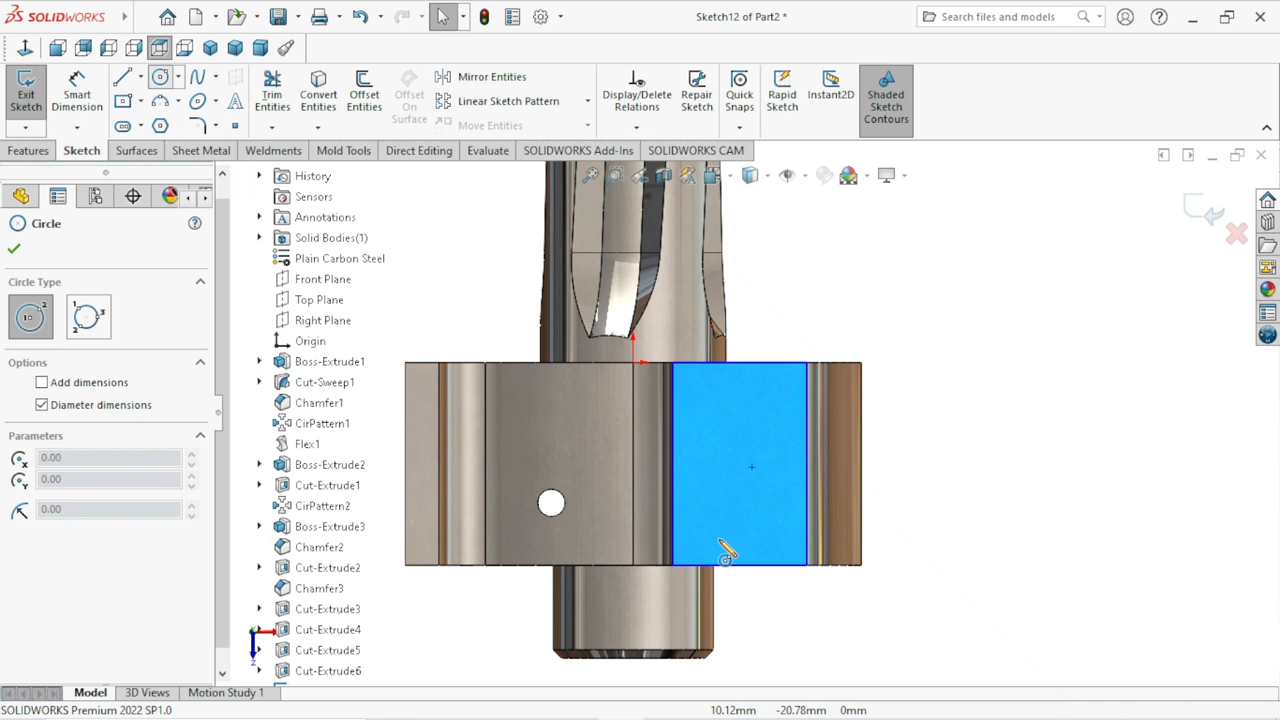 SOLIDWORKS
Sketch12 of Part2 *
Search files and models
Exit Sketch
Smart Dimension
Trim Entities
Convert Entities
Offset Entities
Offset On Surface
Mirror Entities
Linear Sketch Pattern
Move Entities
Display/Delete Relations
Repair Sketch
Quick Snaps
Rapid Sketch
Instant2D
Shaded Sketch Contours
Features
Sketch
Surfaces
Sheet Metal
Weldments
Mold Tools
Direct Editing
Evaluate
SOLIDWORKS Add-Ins
SOLIDWORKS CAM
Circle
Circle Type
Options
Add dimensions
Diameter dimensions
Parameters
0.00
0.00
0.00
History
Sensors
Annotations
Solid Bodies(1)
Plain Carbon Steel
Front Plane
Top Plane
Right Plane
Origin
Boss-Extrude1
Cut-Sweep1
Chamfer1
CirPattern1
Flex1
Boss-Extrude2
Cut-Extrude1
CirPattern2
Boss-Extrude3
Chamfer2
Cut-Extrude2
Chamfer3
Cut-Extrude3
Cut-Extrude4
Cut-Extrude5
Cut-Extrude6
Z
Model
3D Views
Motion Study 1
SOLIDWORKS Premium 2022 SP1.0
10.12mm -20.78mm 0mm